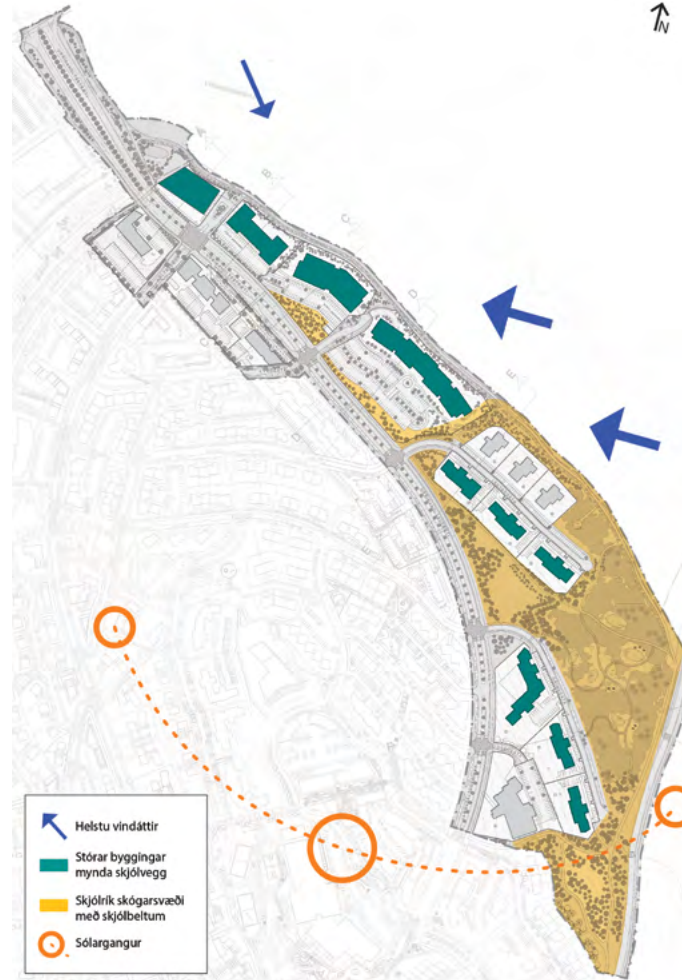 N
A
B
C
D
E
C
D
E
Helstu vindáttir
Stórar byggingar
mynda skjólvegg
Skjólrík skógarsvæði
með skjólbeltum
Sólargangur